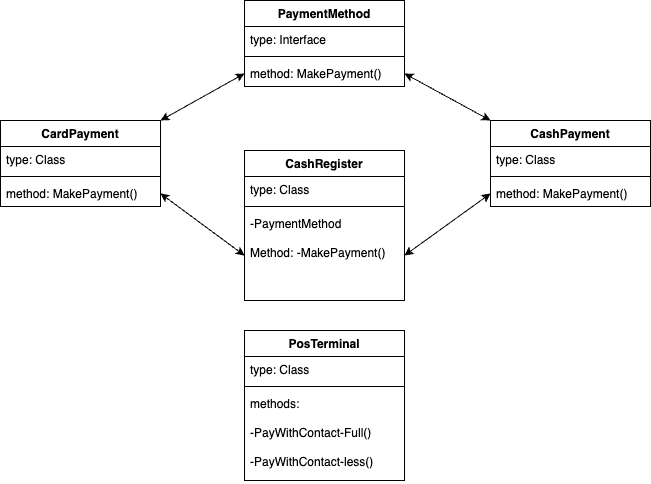 PaymentMethod
type: Interface
method: MakePayment()
CardPayment
type: Class
method: MakePayment()
CashPayment
type: Class
method: MakePayment()
CashRegister
type: Class
-PaymentMethod
Method: -MakePayment()
PosTerminal
type: Class
methods:
-PayWithContact-Full()
-PayWithContact-less()